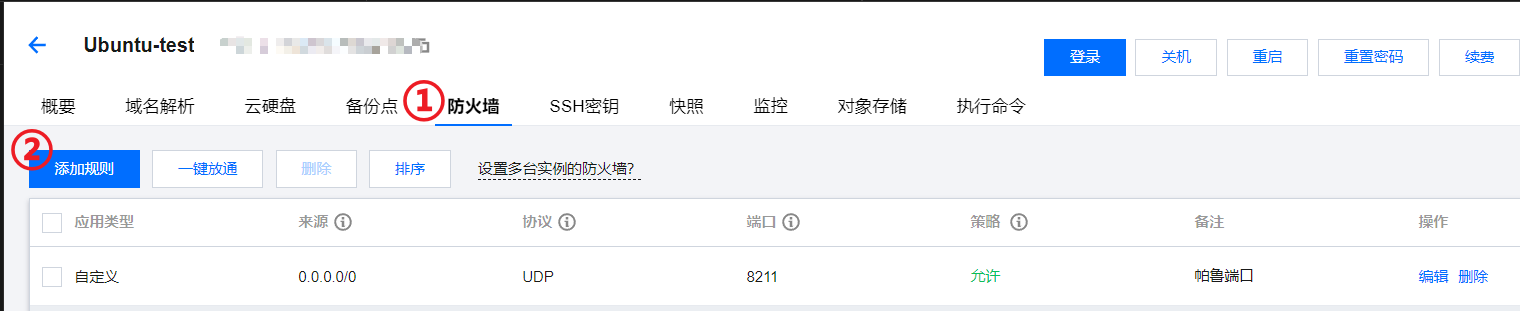 Ubuntu-test
登录 关机 重启 重置密码 续费
概要 域名解析 云硬盘 备份点 ① 防火墙 SSH密钥 快照 监控 对象存储 执行命令
② 添加规则 一键放通 删除 排序 设置多台实例的防火墙?
应用类型 来源 协议 端口 策略 备注 操作
自定义 0.0.0.0/0 UDP 8211 允许 帕鲁端口 编辑 删除